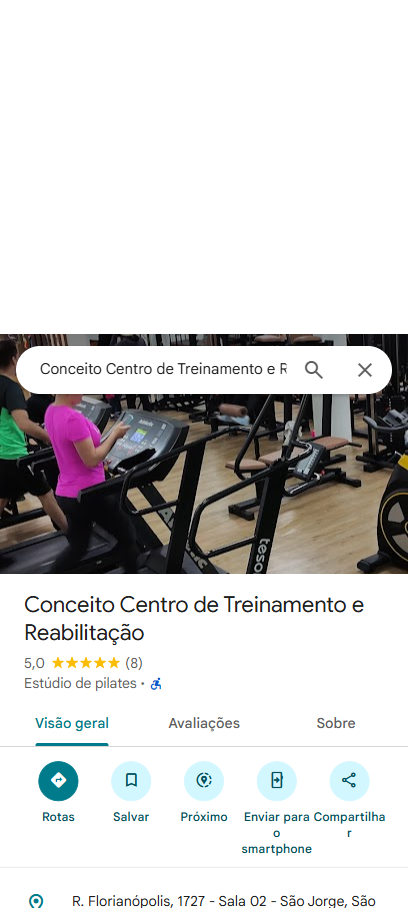 Conceito Centro de Treinamento e R
teso
Conceito Centro de Treinamento e
Reabilitação
5,0 (8)
Estúdio de pilates ·
Visão geral Avaliações Sobre
Rotas Salvar Próximo Enviar para o smartphone Compartilhar
R. Florianópolis, 1727 - Sala 02 - São Jorge, São